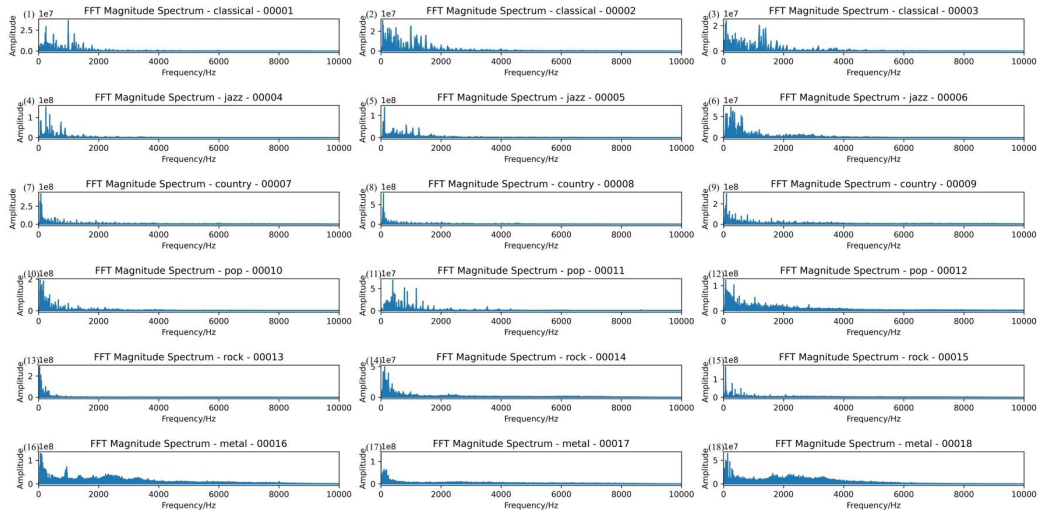 FFT Magnitude Spectrum - classical - 00001
(1) 1e7
Amplitude
2.5
0.0
0 2000 4000 6000 8000 10000
Frequency/Hz
FFT Magnitude Spectrum - classical - 00002
(2) 1e7
Amplitude
2
0
0 2000 4000 6000 8000 10000
Frequency/Hz
FFT Magnitude Spectrum - classical - 00003
(3) 1e7
Amplitude
2
1
0
0 2000 4000 6000 8000 10000
Frequency/Hz
FFT Magnitude Spectrum - jazz - 00004
(4) 1e8
Amplitude
1
0
0 2000 4000 6000 8000 10000
Frequency/Hz
FFT Magnitude Spectrum - jazz - 00005
(5) 1e8
Amplitude
1
0
0 2000 4000 6000 8000 10000
Frequency/Hz
FFT Magnitude Spectrum - jazz - 00006
(6) 1e7
Amplitude
5
0
0 2000 4000 6000 8000 10000
Frequency/Hz
FFT Magnitude Spectrum - country - 00007
(7) 1e8
Amplitude
2.5
0.0
0 2000 4000 6000 8000 10000
Frequency/Hz
FFT Magnitude Spectrum - country - 00008
(8) 1e8
Amplitude
0
0 2000 4000 6000 8000 10000
Frequency/Hz
FFT Magnitude Spectrum - country - 00009
(9) 1e8
Amplitude
0
0 2000 4000 6000 8000 10000
Frequency/Hz
FFT Magnitude Spectrum - pop - 00010
(10)1e8
Amplitude
2
0
0 2000 4000 6000 8000 10000
Frequency/Hz
FFT Magnitude Spectrum - pop - 00011
(11)1e7
Amplitude
5
0
0 2000 4000 6000 8000 10000
Frequency/Hz
FFT Magnitude Spectrum - pop - 00012
(12)1e8
Amplitude
1
0
0 2000 4000 6000 8000 10000
Frequency/Hz
FFT Magnitude Spectrum - rock - 00013
(13)1e8
Amplitude
2
0
0 2000 4000 6000 8000 10000
Frequency/Hz
FFT Magnitude Spectrum - rock - 00014
(14)1e7
Amplitude
5
0
0 2000 4000 6000 8000 10000
Frequency/Hz
FFT Magnitude Spectrum - rock - 00015
(15)1e8
Amplitude
1
0
0 2000 4000 6000 8000 10000
Frequency/Hz
FFT Magnitude Spectrum - metal - 00016
(16)1e8
Amplitude
1
0
0 2000 4000 6000 8000 10000
Frequency/Hz
FFT Magnitude Spectrum - metal - 00017
(17)1e8
Amplitude
1
0
0 2000 4000 6000 8000 10000
Frequency/Hz
FFT Magnitude Spectrum - metal - 00018
(18)1e7
Amplitude
5
0
0 2000 4000 6000 8000 10000
Frequency/Hz